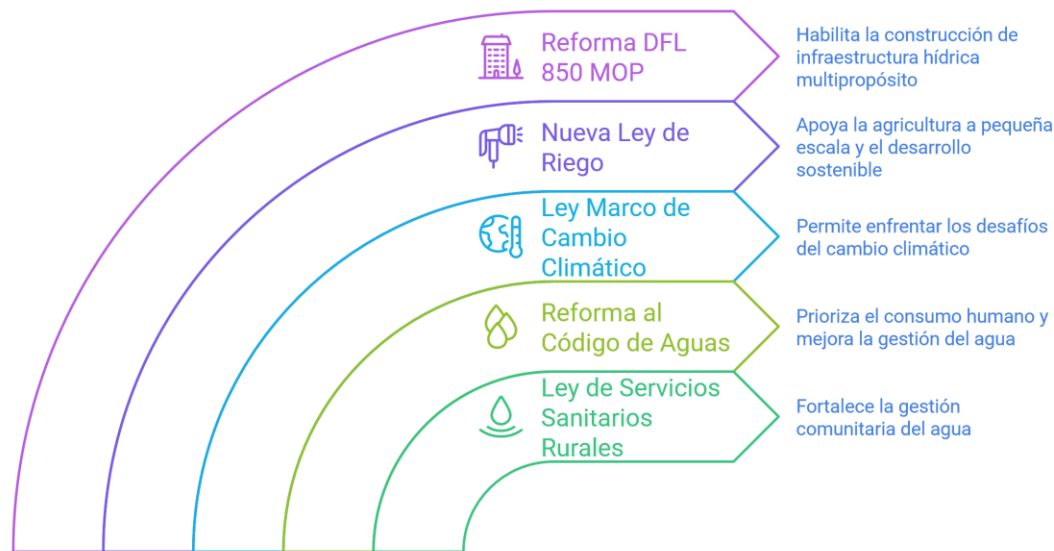 Reforma DFL
850 MOP
Habilita la construcción de
infraestructura hídrica
multipropósito
Nueva Ley de
Riego
Apoya la agricultura a pequeña
escala y el desarrollo
sostenible
Ley Marco de
Cambio
Climático
Permite enfrentar los desafíos
del cambio climático
Reforma al
Código de Aguas
Prioriza el consumo humano y
mejora la gestión del agua
Ley de Servicios
Sanitarios
Rurales
Fortalece la gestión
comunitaria del agua